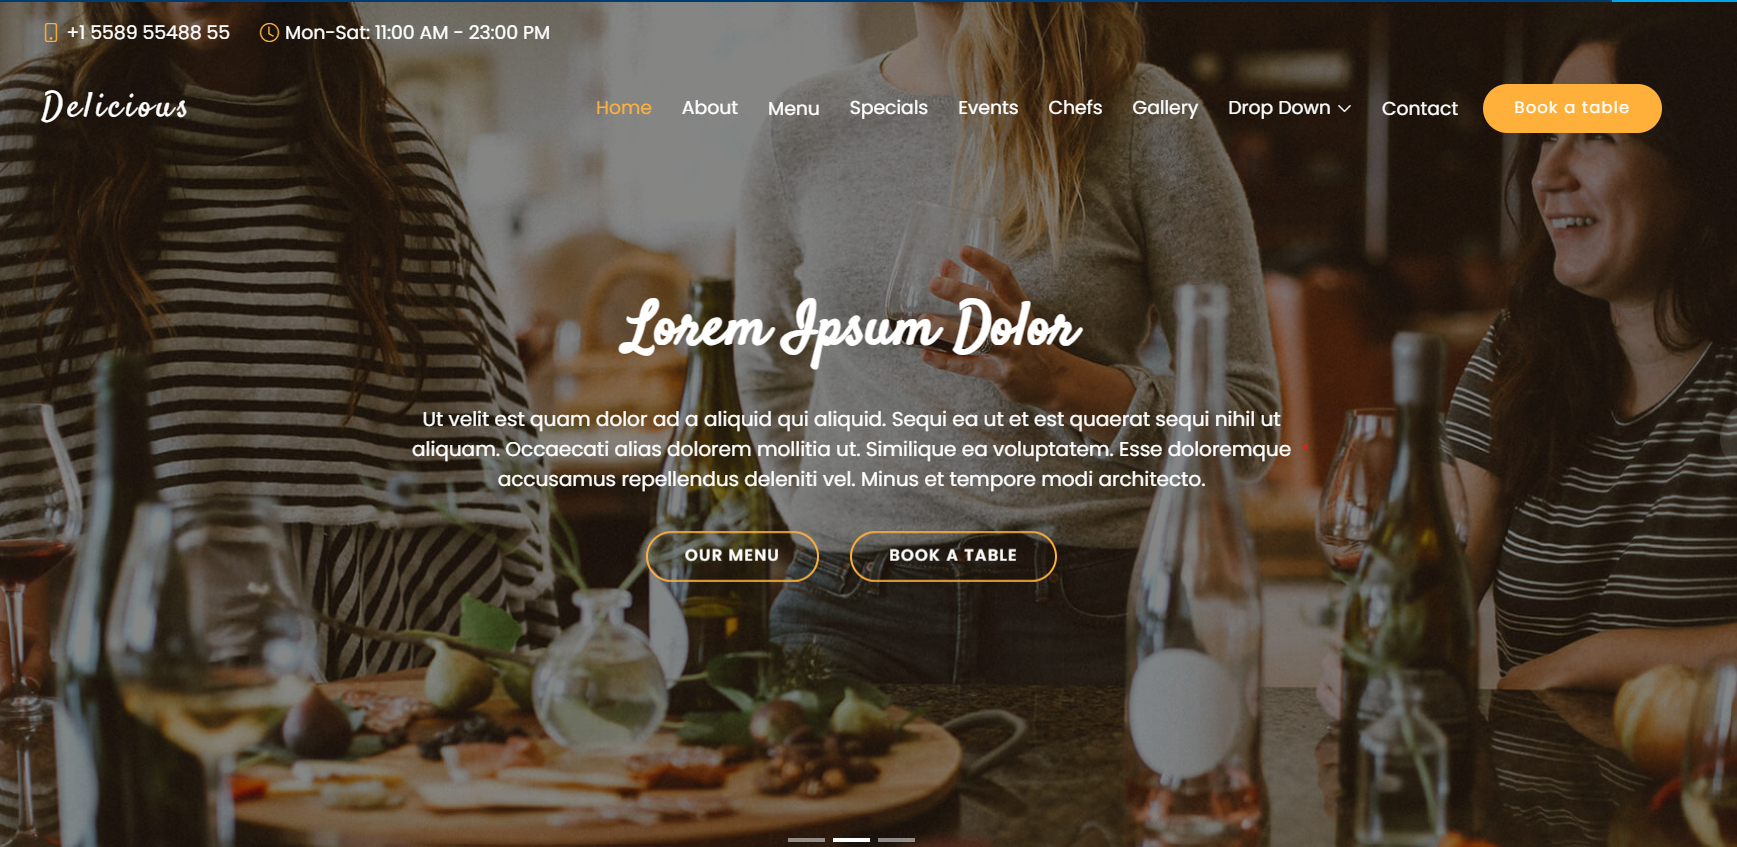 +1 5589 55488 55 Mon-Sat: 11:00 AM - 23:00 PM
Delicious Home About Menu Specials Events Chefs Gallery Drop Down Contact Book a table
Lorem Ipsum Dolor
Ut velit est quam dolor ad a aliquid qui aliquid. Sequi ea ut et est quaerat sequi nihil ut
aliquam. Occaecati alias dolorem mollitia ut. Similique ea voluptatem. Esse doloremque
accusamus repellendus deleniti vel. Minus et tempore modi architecto.
OUR MENU BOOK A TABLE